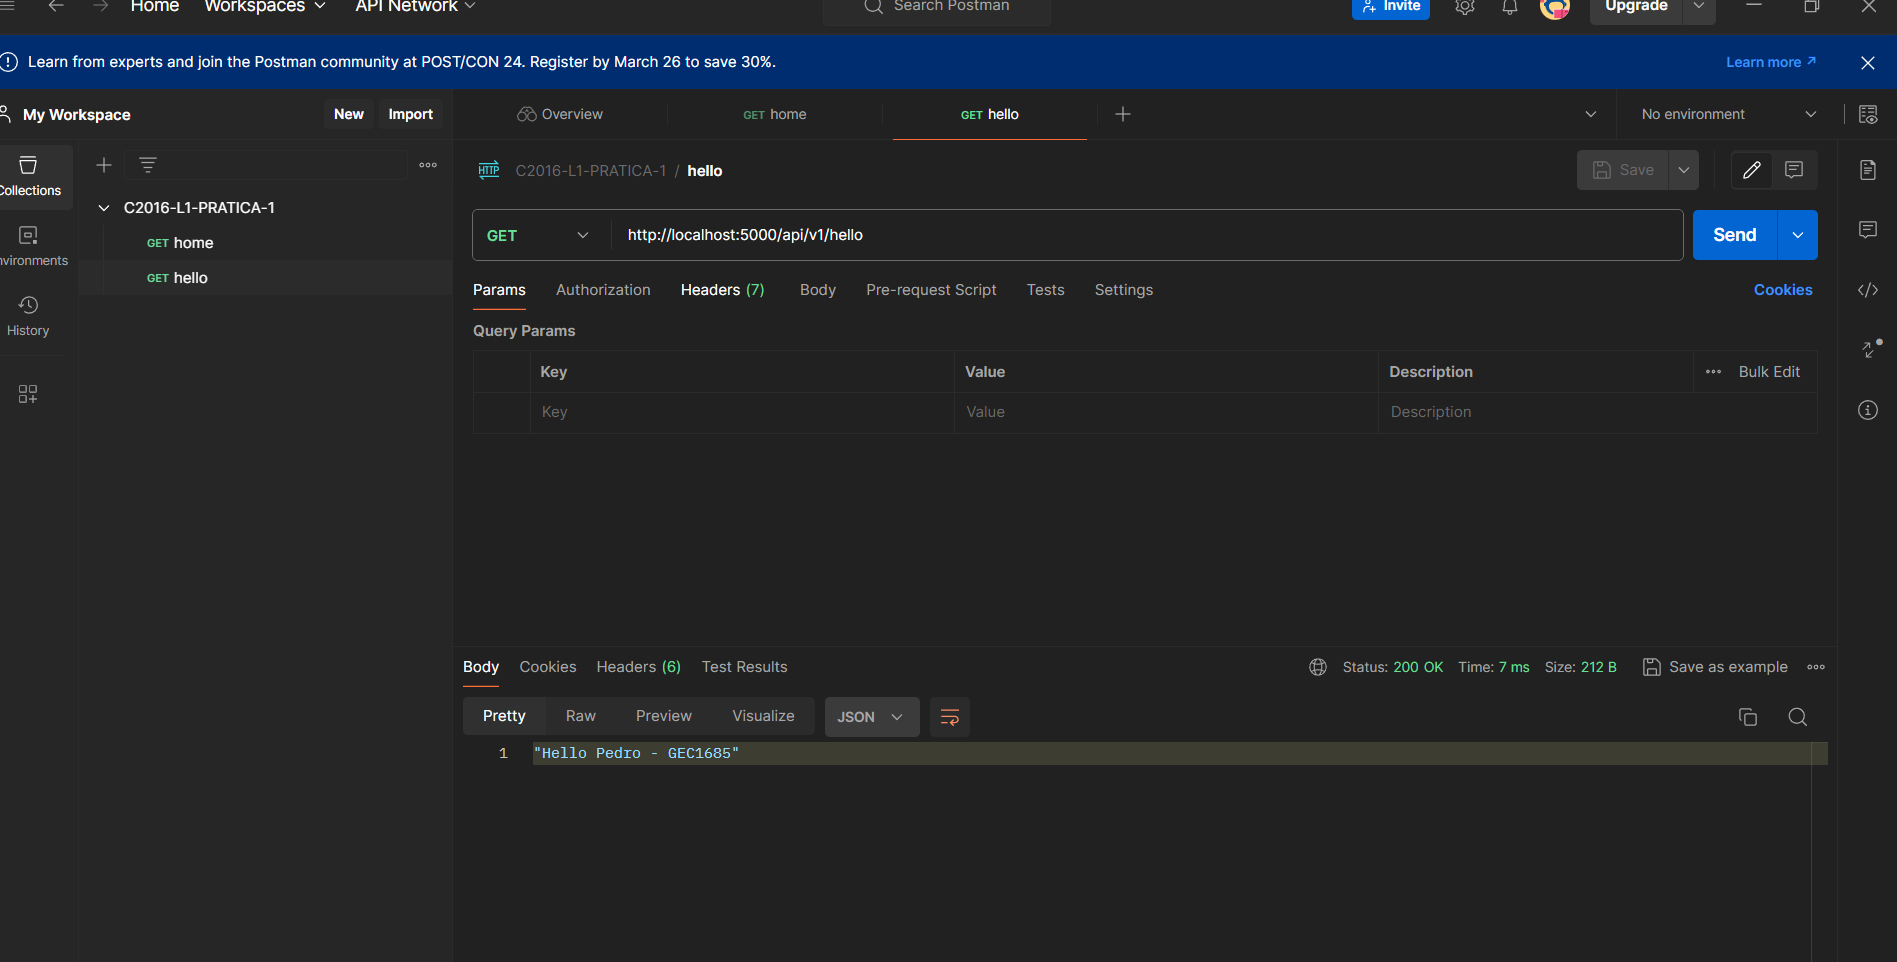 Home Workspaces API Network Search Postman Invite Upgrade
Learn from experts and join the Postman community at POST/CON 24. Register by March 26 to save 30%. Learn more
My Workspace New Import Overview GET home GET hello No environment
Collections
C2016-L1-PRATICA-1
GET home
GET hello
History
HTTP C2016-L1-PRATICA-1 / hello Save
GET http://localhost:5000/api/v1/hello Send
Params Authorization Headers (7) Body Pre-request Script Tests Settings Cookies
Query Params
Key Value Description Bulk Edit
Key Value Description
vironments
Body Cookies Headers (6) Test Results Status: 200 OK Time: 7 ms Size: 212 B Save as example
Pretty Raw Preview Visualize JSON
1 "Hello Pedro - GEC1685"